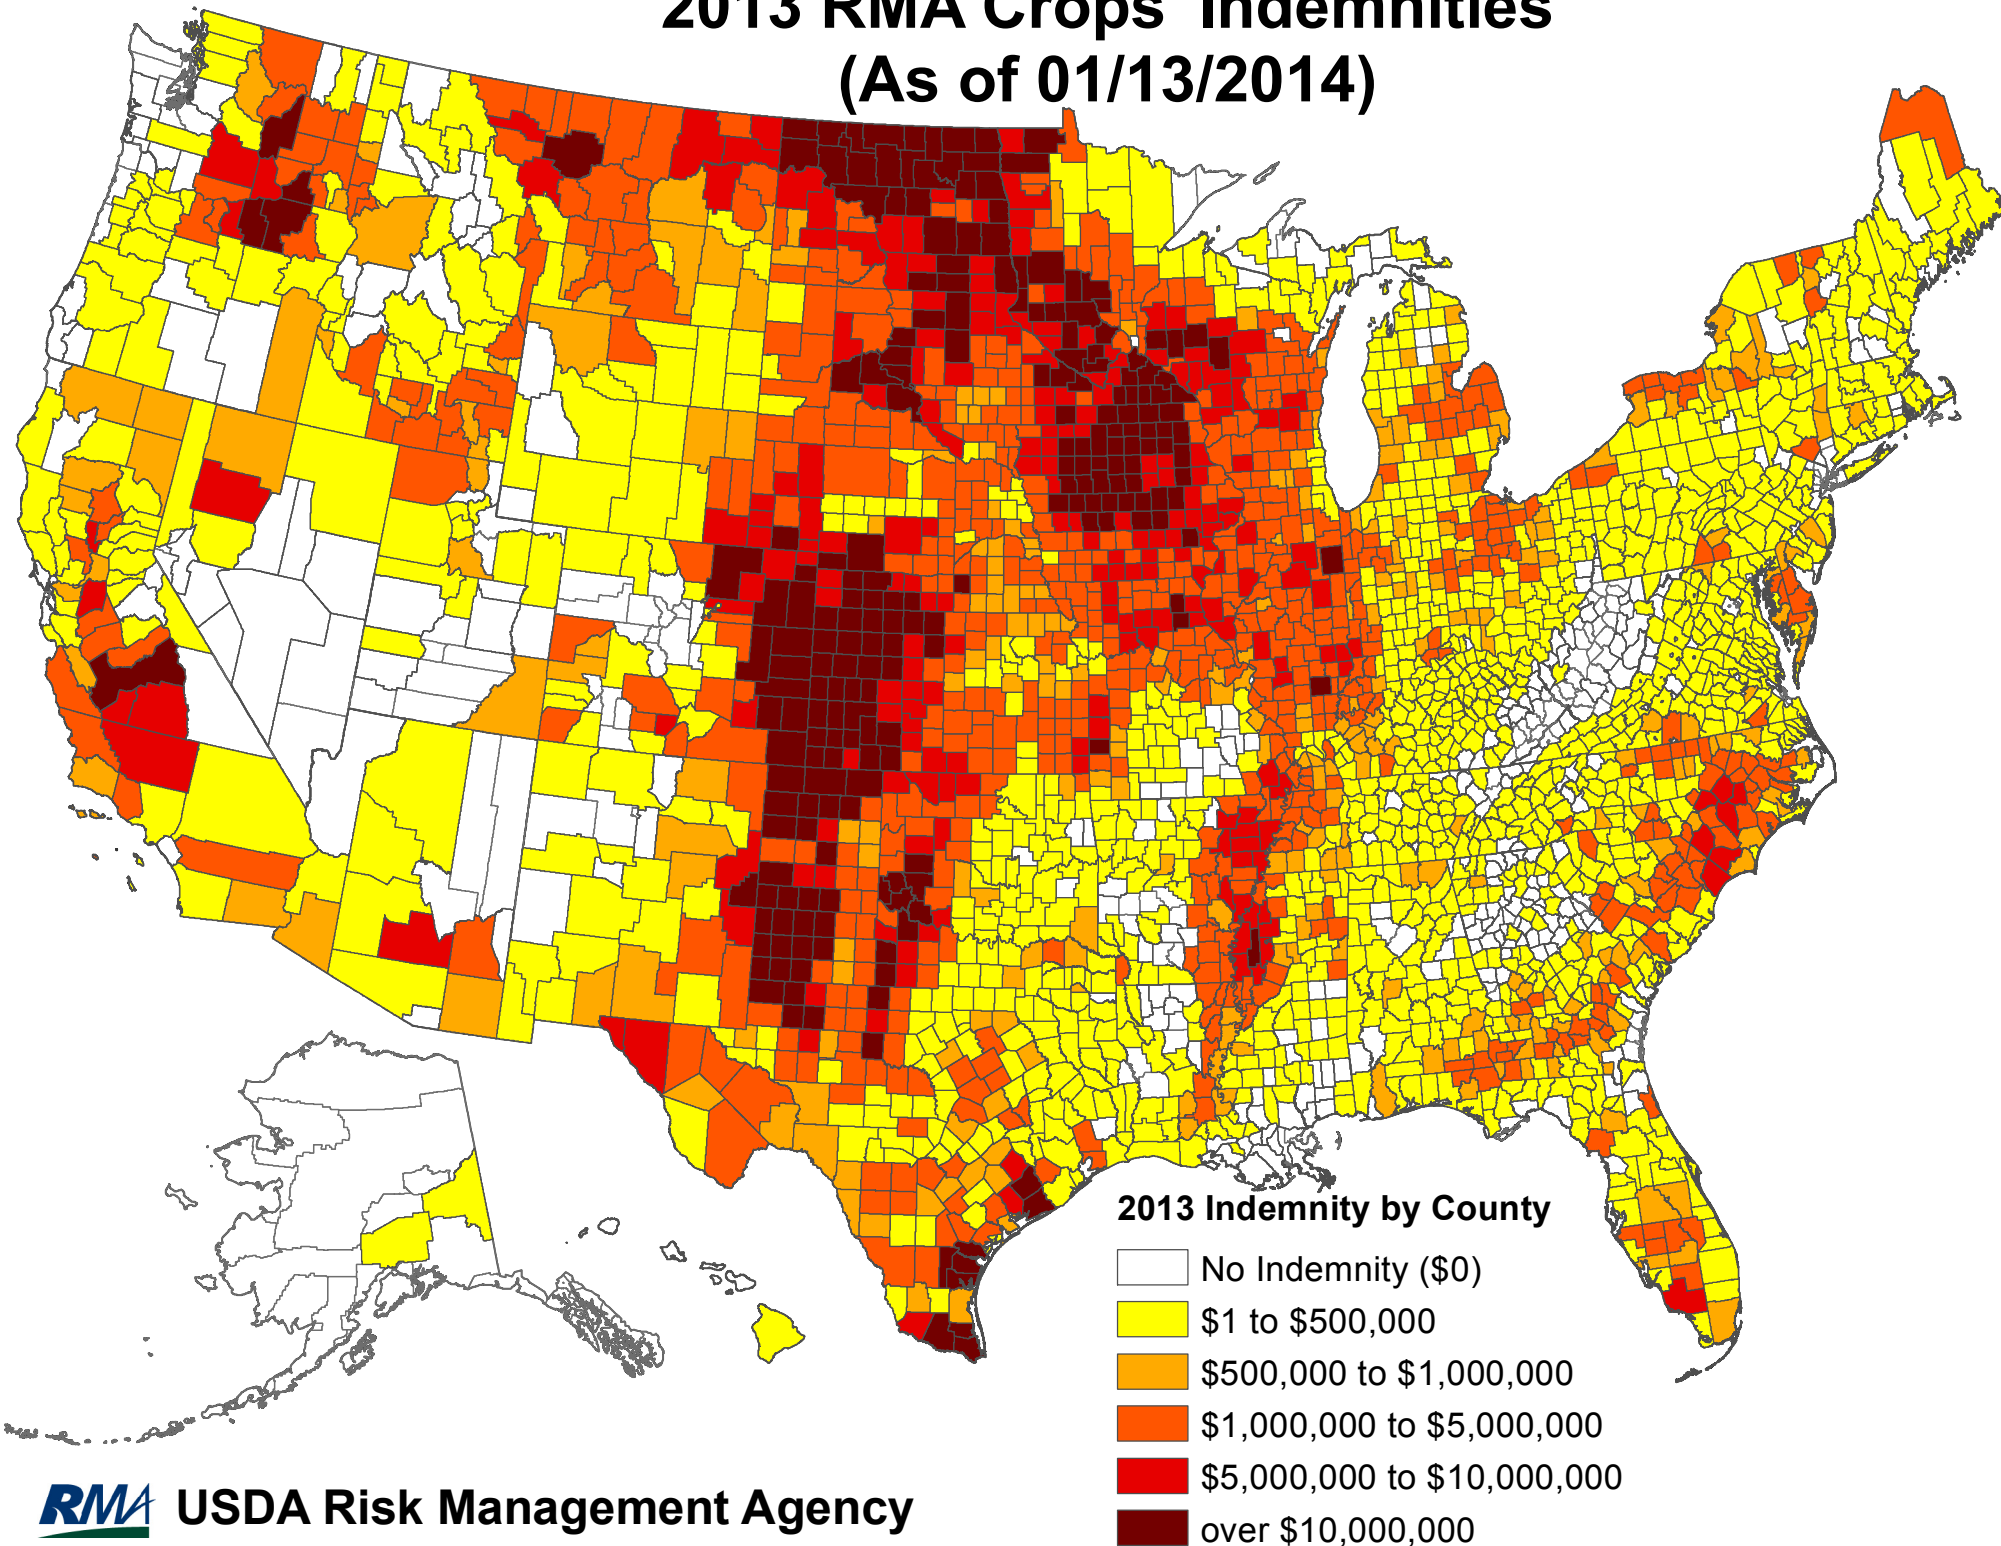 2013 RMA Crops' Indemnities
(As of 01/13/2014)
2013 Indemnity by County
No Indemnity ($0)
$1 to $500,000
$500,000 to $1,000,000
$1,000,000 to $5,000,000
$5,000,000 to $10,000,000
over $10,000,000
RMA USDA Risk Management Agency